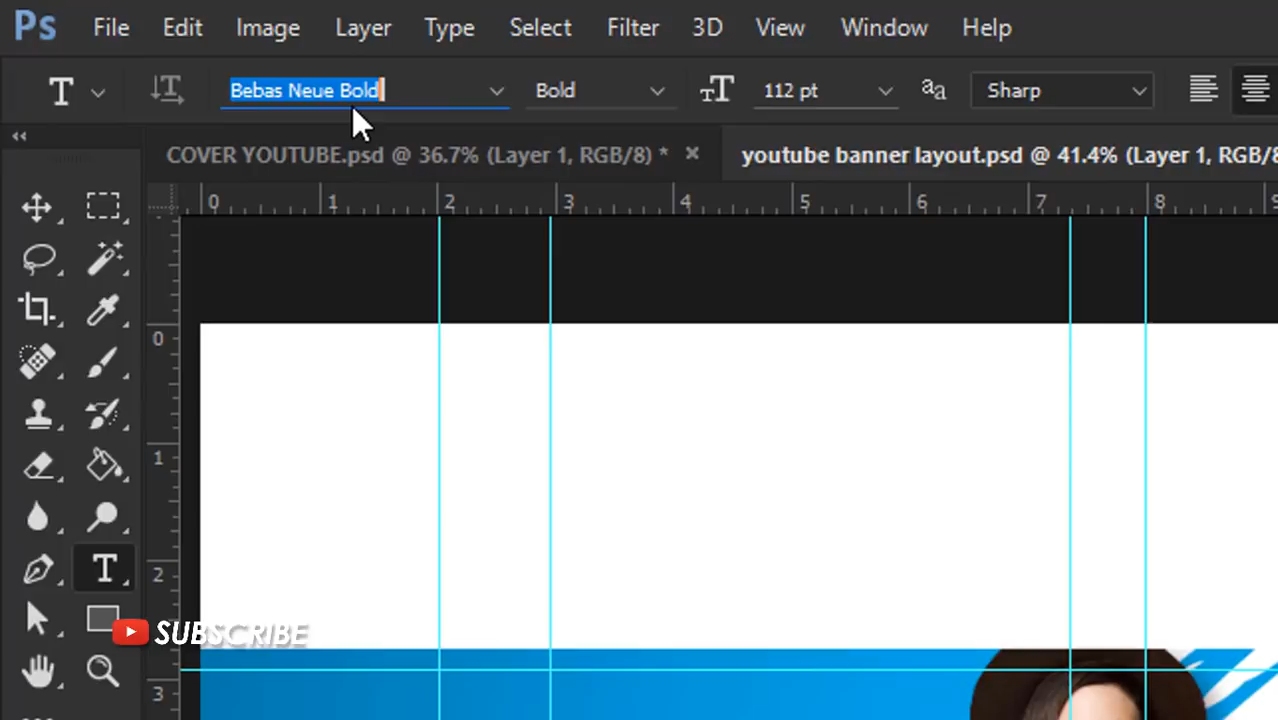 Ps File Edit Image Layer Type Select Filter 3D View Window Help
T Bebas Neue Bold Bold 112 pt aa Sharp
COVER YOUTUBE.psd @ 36.7% (Layer 1, RGB/8) * × youtube banner layout.psd @ 41.4% (Layer 1, RGB/8
0 1 2 3 4 5 6 7 8 9
0
1
2
T
SUBSCRIBE
3